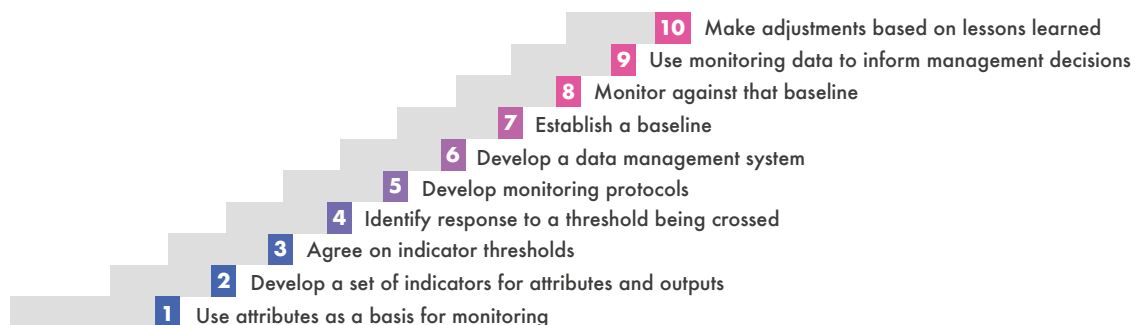 10 Make adjustments based on lessons learned
9 Use monitoring data to inform management decisions
8 Monitor against that baseline
7 Establish a baseline
6 Develop a data management system
5 Develop monitoring protocols
4 Identify response to a threshold being crossed
3 Agree on indicator thresholds
2 Develop a set of indicators for attributes and outputs
1 Use attributes as a basis for monitoring